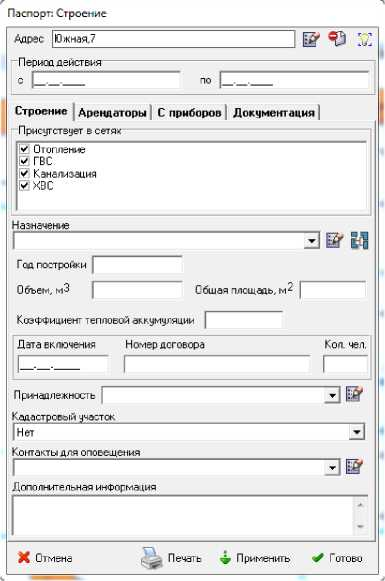 Паспорт: Строение
Адрес Южная,7
Период действия
с __.__.____ по __.__.____
Строение Арендаторы С приборов Документация
Присутствует в сетях
Отопление
ГВС
Канализация
ХВС
Назначение
Год постройки
Объем, м3 Общая площадь, м2
Коэффициент тепловой аккумуляции
Дата включения Номер договора Кол. чел.
__.__.____
Принадлежность
Кадастровый участок
Нет
Контакты для оповещения
Дополнительная информация
Отмена Печать Применить Готово